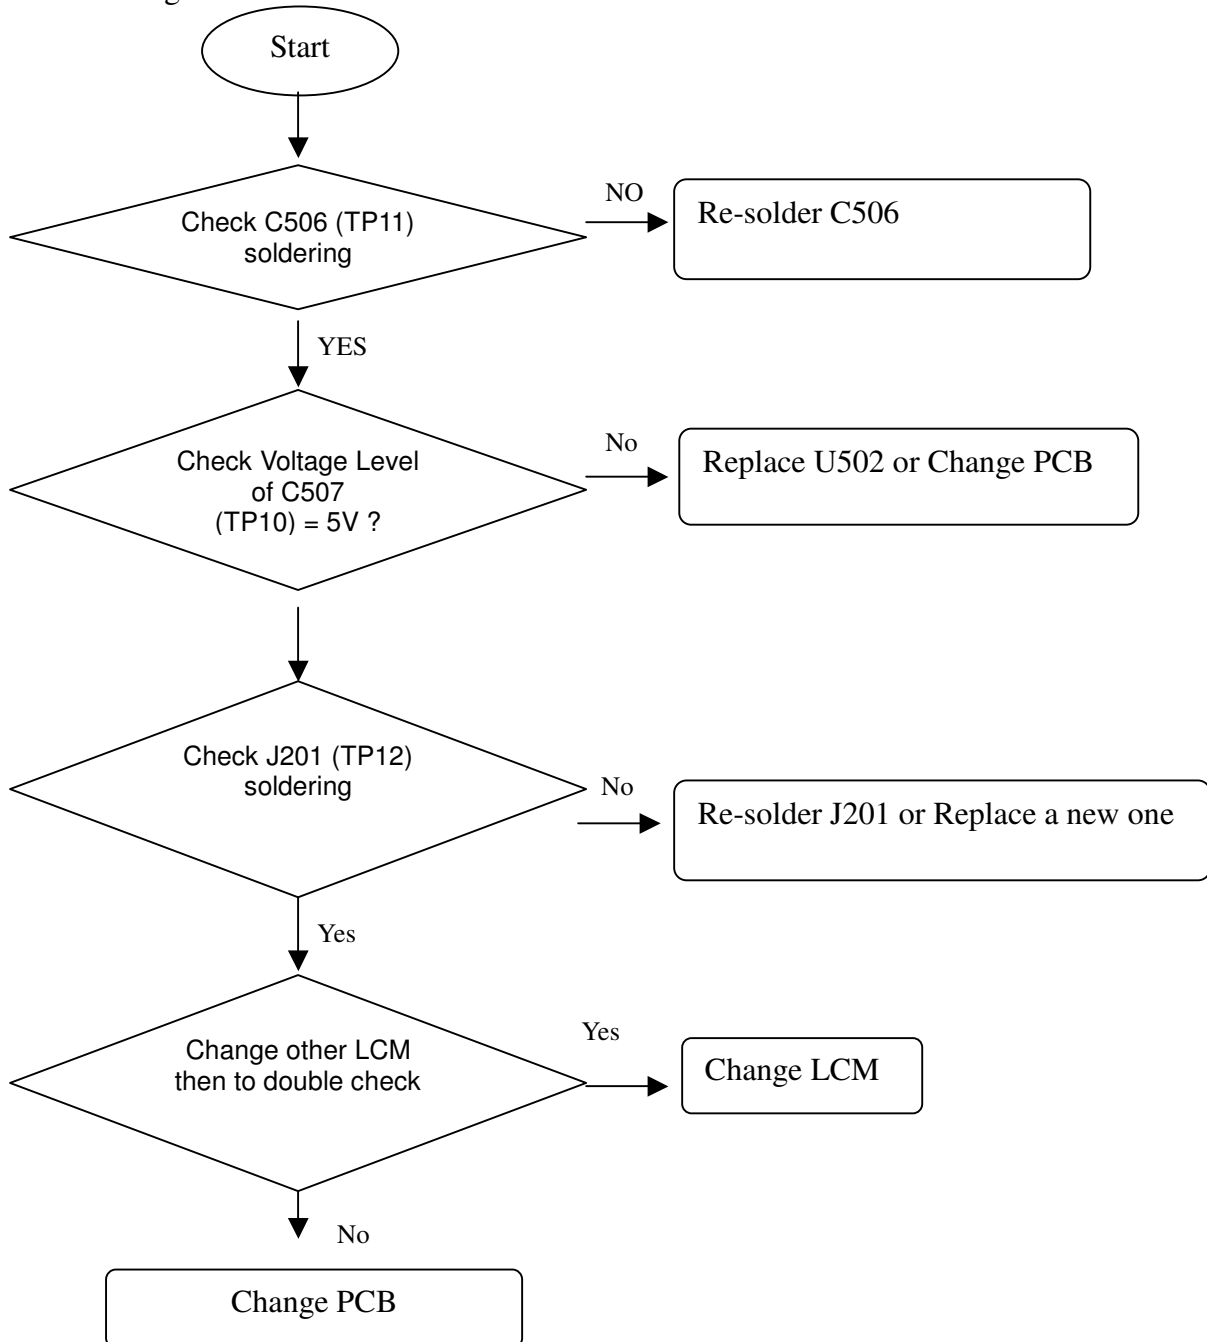 Start
Check C506 (TP11)
soldering
NO
Re-solder C506
YES
Check Voltage Level
of C507
(TP10) = 5V ?
No
Replace U502 or Change PCB
Check J201 (TP12)
soldering
No
Re-solder J201 or Replace a new one
Yes
Change other LCM
then to double check
Yes
Change LCM
No
Change PCB